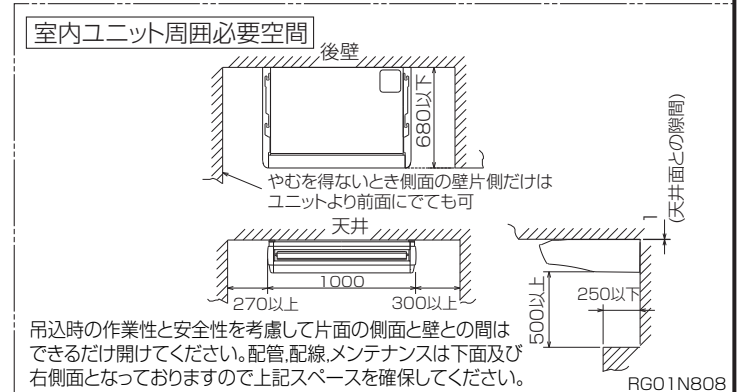 室内ユニット周囲必要空間
後壁
680以下
やむを得ないとき側面の壁片側だけは
ユニットより前面にでても可
天井
1000
270以上
300以上
1
(天井面との隙間)
500以上
250以下
吊込時の作業性と安全性を考慮して片面の側面と壁との間は
できるだけ開けてください。配管,配線,メンテナンスは下面及び
右側面となっておりますので上記スペースを確保してください。
RG01N808